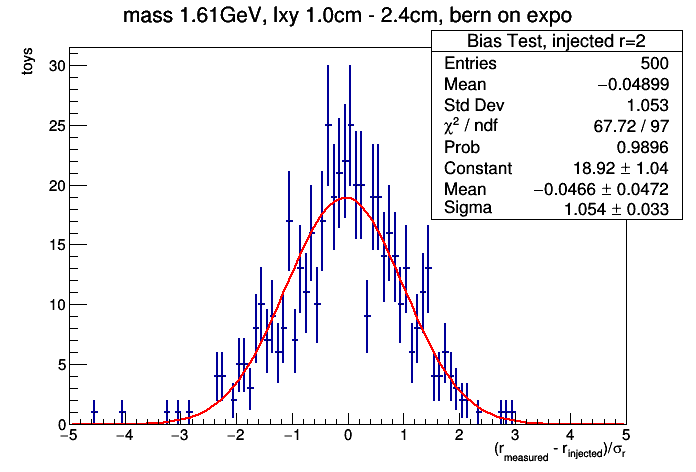 mass 1.61GeV, lxy 1.0cm - 2.4cm, bern on expo
toys
Bias Test, injected r=2
Entries 500
Mean −0.04899
Std Dev 1.053
χ² / ndf 67.72 / 97
Prob 0.9896
Constant 18.92 ± 1.04
Mean −0.0466 ± 0.0472
Sigma 1.054 ± 0.033
30
25
20
15
10
5
0
−5 −4 −3 −2 −1 0 1 2 3 4 5
(r_measured - r_injected)/σ_r